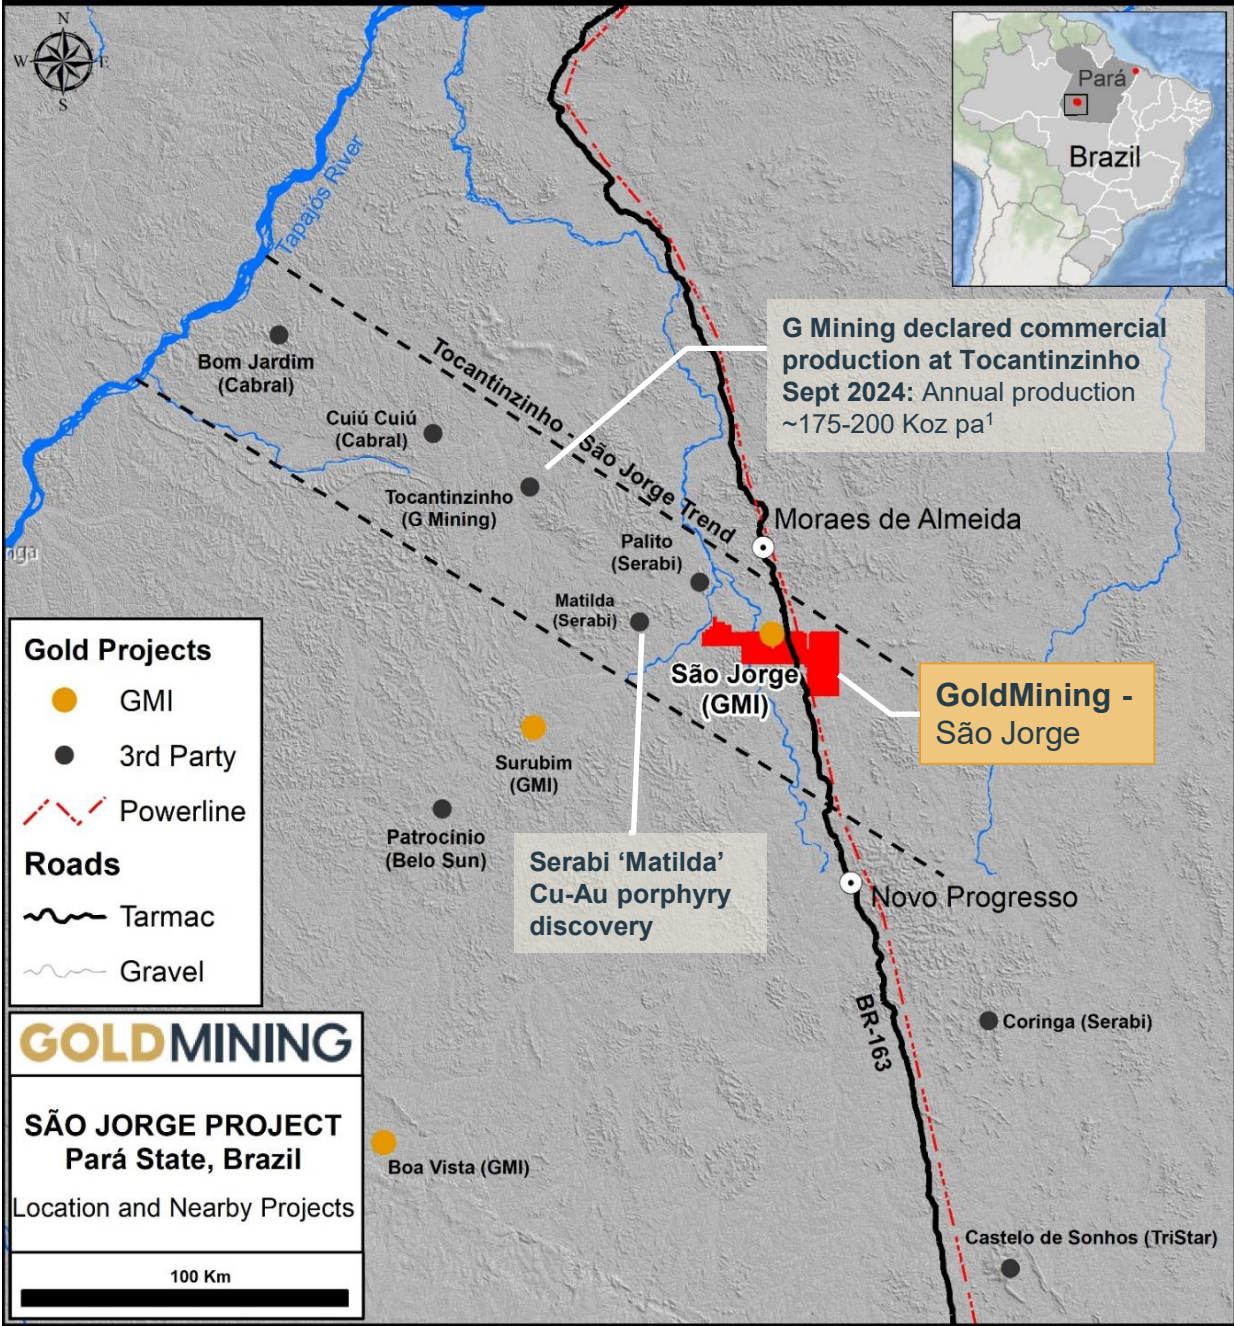 N
W
E
S
Pará
Brazil
Tapajós River
G Mining declared commercial
production at Tocantinzinho
Sept 2024: Annual production
~175-200 Koz pa1
Bom Jardim
(Cabral)
Tocantinzinho - São Jorge Trend
Cuiú Cuiú
(Cabral)
Tocantinzinho
(G Mining)
Moraes de Almeida
Palito
(Serabi)
nga
Matilda
(Serabi)
São Jorge
(GMI)
GoldMining -
São Jorge
Gold Projects
GMI
3rd Party
Powerline
Roads
Tarmac
Gravel
Surubim
(GMI)
Patrocínio
(Belo Sun)
Serabi ‘Matilda’
Cu-Au porphyry
discovery
Novo Progresso
BR-163
Coringa (Serabi)
GOLDMINING
SÃO JORGE PROJECT
Pará State, Brazil
Location and Nearby Projects
100 Km
Boa Vista (GMI)
Castelo de Sonhos (TriStar)